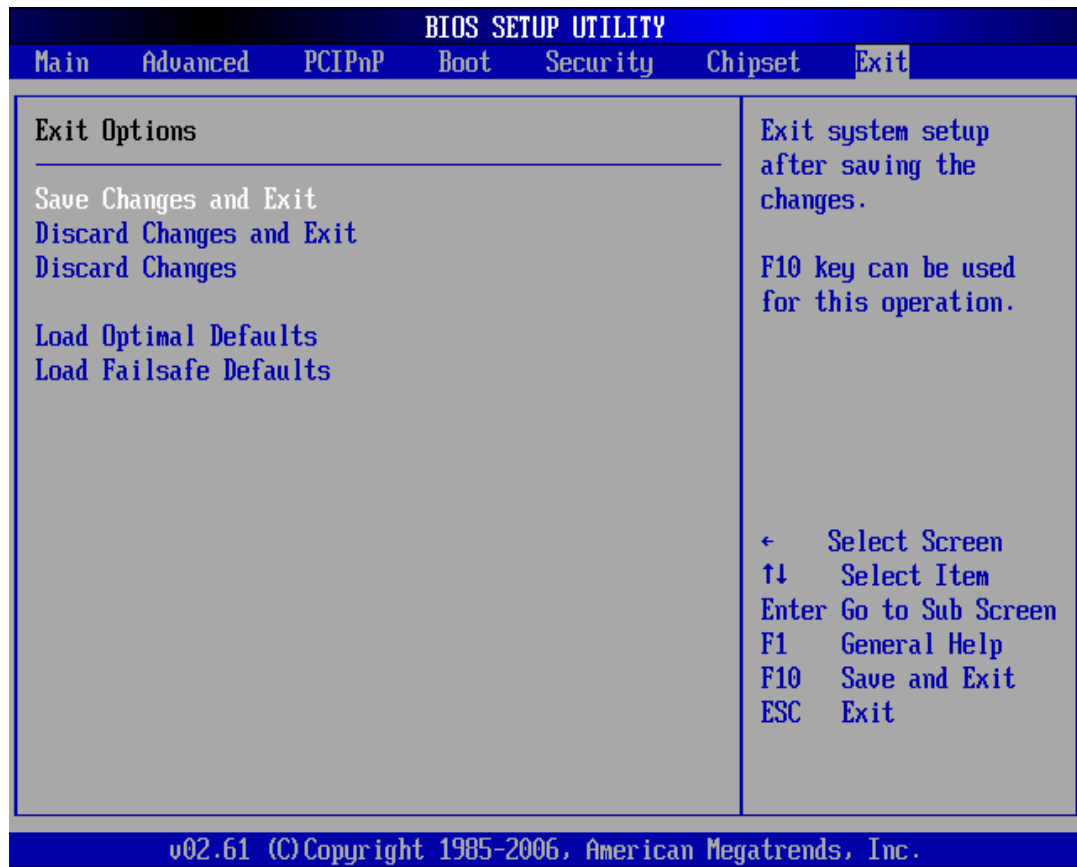 BIOS SETUP UTILITY
Main Advanced PCIPnP Boot Security Chipset Exit
Exit Options
Save Changes and Exit
Discard Changes and Exit
Discard Changes
Load Optimal Defaults
Load Failsafe Defaults
Exit system setup
after saving the
changes.
F10 key can be used
for this operation.
← Select Screen
↑↓ Select Item
Enter Go to Sub Screen
F1 General Help
F10 Save and Exit
ESC Exit
v02.61 (C)Copyright 1985-2006, American Megatrends, Inc.